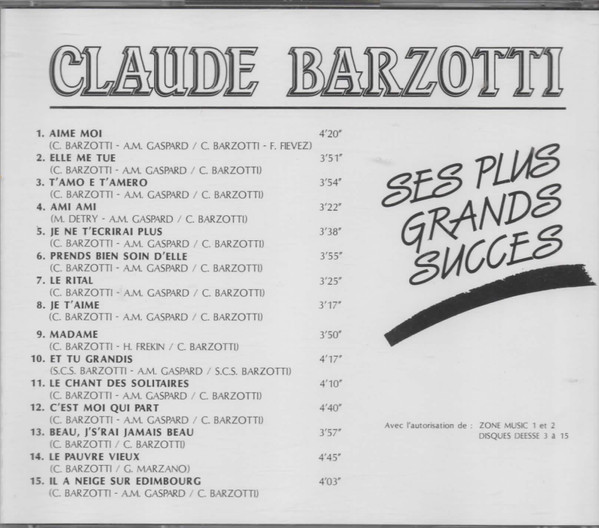 CLAUDE BARZOTTI
1. AIME MOI 4'20"
(C. BARZOTTI - A.M. GASPARD / C. BARZOTTI - F. FIEVEZ)
2. ELLE ME TUE 3'51"
(C. BARZOTTI - A.M. GASPARD / C. BARZOTTI)
3. T'AMO E T'AMERO 3'54"
(C. BARZOTTI - A.M. GASPARD / C. BARZOTTI)
4. AMI AMI 3'22"
(M. DETRY - A.M. GASPARD / C. BARZOTTI)
5. JE NE T'ECRIRAI PLUS 3'38"
(C. BARZOTTI - A.M. GASPARD / C. BARZOTTI)
6. PRENDS BIEN SOIN D'ELLE 3'55"
(C. BARZOTTI - A.M. GASPARD / C. BARZOTTI)
7. LE RITAL 3'25"
(C. BARZOTTI - A.M. GASPARD / C. BARZOTTI)
8. JE T'AIME 3'17"
(C. BARZOTTI - A.M. GASPARD / C. BARZOTTI)
9. MADAME 3'50"
(C. BARZOTTI - H. FREKIN / C. BARZOTTI)
10. ET TU GRANDIS 4'17"
(S.C.S. BARZOTTI - A.M. GASPARD / S.C.S. BARZOTTI)
11. LE CHANT DES SOLITAIRES 4'10"
(C. BARZOTTI - A.M. GASPARD / C. BARZOTTI)
12. C'EST MOI QUI PART 4'40"
(C. BARZOTTI - A.M. GASPARD / C. BARZOTTI)
13. BEAU, J'S'RAI JAMAIS BEAU 3'57"
(C. BARZOTTI / C. BARZOTTI)
14. LE PAUVRE VIEUX 4'45"
(C. BARZOTTI / G. MARZANO)
15. IL A NEIGE SUR EDIMBOURG 4'03"
(C. BARZOTTI - A.M. GASPARD / C. BARZOTTI)
SES PLUS
GRANDS
SUCCES
Avec l'autorisation de : ZONE MUSIC 1 et 2
DISQUES DEESSE 3 à 15